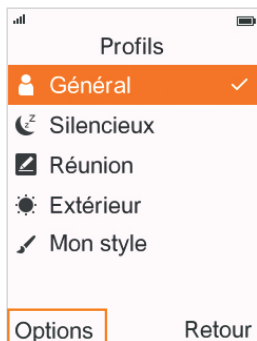 Profils
Général
Silencieux
Réunion
Extérieur
Mon style
Options Retour